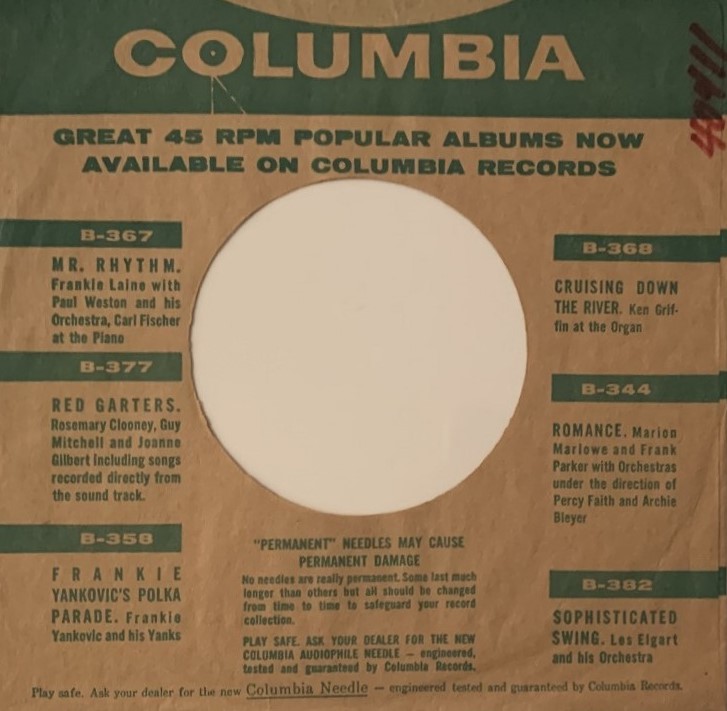 COLUMBIA
GREAT 45 RPM POPULAR ALBUMS NOW
AVAILABLE ON COLUMBIA RECORDS
B-367
MR. RHYTHM.
Frankie Laine with
Paul Weston and his
Orchestra, Carl Fischer
at the Piano
B-377
RED GARTERS.
Rosemary Clooney, Guy
Mitchell and Joanne
Gilbert including songs
recorded directly from
the sound track.
B-358
FRANKIE
YANKOVIC'S POLKA
PARADE. Frankie
Yankovic and his Yanks
B-368
CRUISING DOWN
THE RIVER. Ken Grif-
fin at the Organ
B-344
ROMANCE. Marion
Marlowe and Frank
Parker with Orchestras
under the direction of
Percy Faith and Archie
Bleyer
B-382
SOPHISTICATED
SWING. Les Elgart
and his Orchestra
"PERMANENT" NEEDLES MAY CAUSE
PERMANENT DAMAGE
No needles are really permanent. Some last much
longer than others but all should be changed
from time to time to safeguard your record
collection.
PLAY SAFE. ASK YOUR DEALER FOR THE NEW
COLUMBIA AUDIOPHILE NEEDLE — engineered,
tested and guaranteed by Columbia Records.
Play safe. Ask your dealer for the new Columbia Needle — engineered tested and guaranteed by Columbia Records.